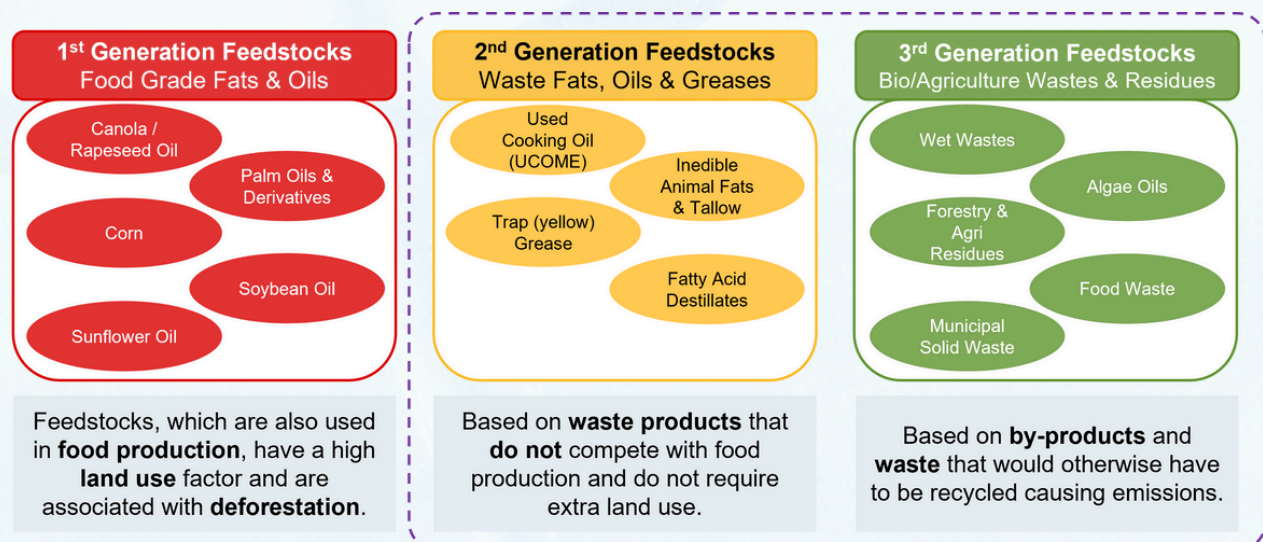 1st Generation Feedstocks
Food Grade Fats & Oils
Canola /
Rapeseed Oil
Palm Oils &
Derivatives
Corn
Soybean Oil
Sunflower Oil
Feedstocks, which are also used
in food production, have a high
land use factor and are
associated with deforestation.
2nd Generation Feedstocks
Waste Fats, Oils & Greases
Used
Cooking Oil
(UCOME)
Inedible
Animal Fats
& Tallow
Trap (yellow)
Grease
Fatty Acid
Destillates
Based on waste products that
do not compete with food
production and do not require
extra land use.
3rd Generation Feedstocks
Bio/Agriculture Wastes & Residues
Wet Wastes
Algae Oils
Forestry &
Agri
Residues
Food Waste
Municipal
Solid Waste
Based on by-products and
waste that would otherwise have
to be recycled causing emissions.